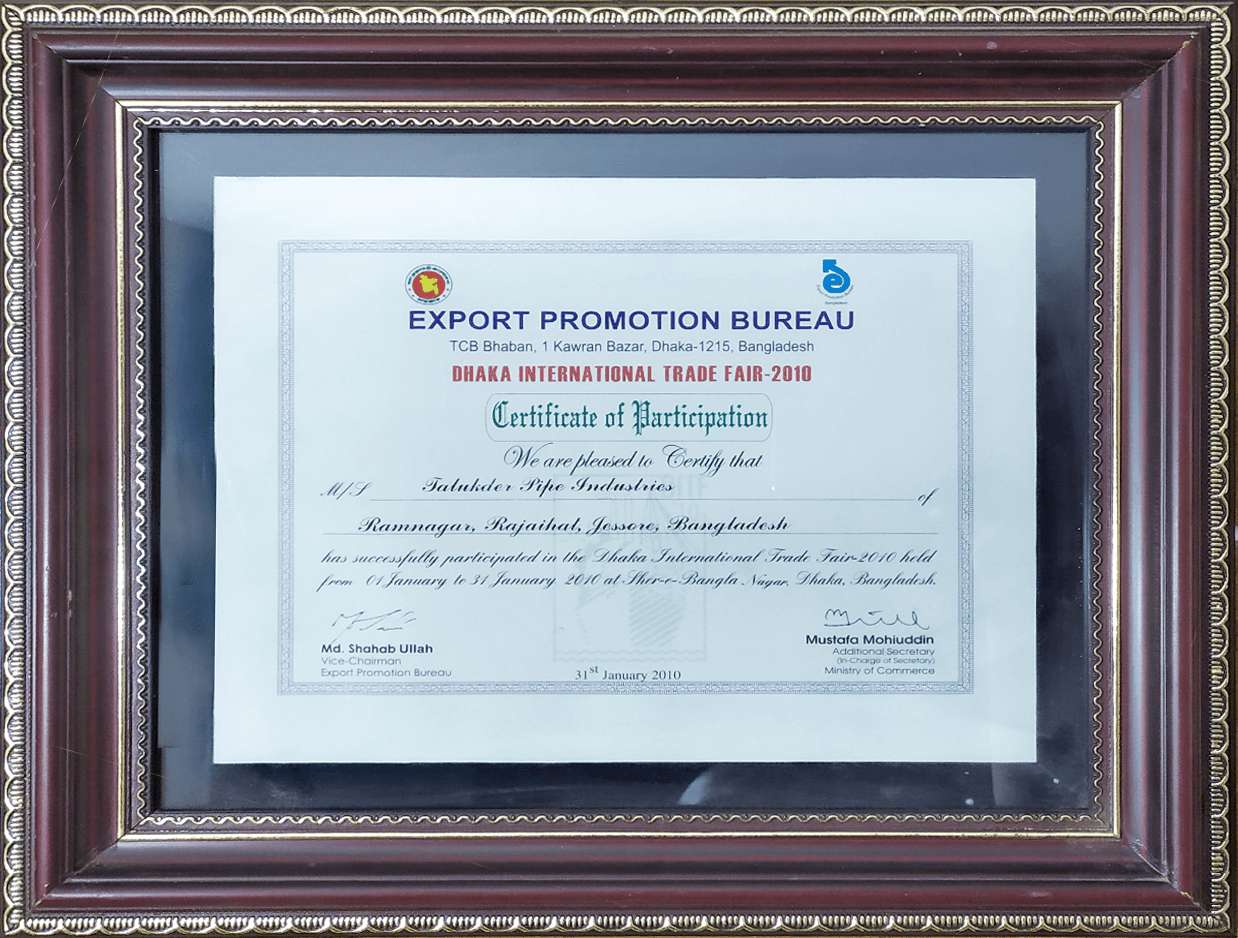 EXPORT PROMOTION BUREAU
TCB Bhaban, 1 Kawran Bazar, Dhaka-1215, Bangladesh
DHAKA INTERNATIONAL TRADE FAIR-2010
Certificate of Participation
We are pleased to Certify that
M/S Talukder Pipe Industries of
Ramnagar, Rajaihat, Jessore, Bangladesh
has successfully participated in the Dhaka International Trade Fair-2010 held
from 01 January to 31 January 2010 at Sher-e-Bangla Nagar, Dhaka, Bangladesh.
Md. Shahab Ullah
Vice-Chairman
Export Promotion Bureau
31st January 2010
Mustafa Mohiuddin
Additional Secretary
(In-Charge of Secretary)
Ministry of Commerce